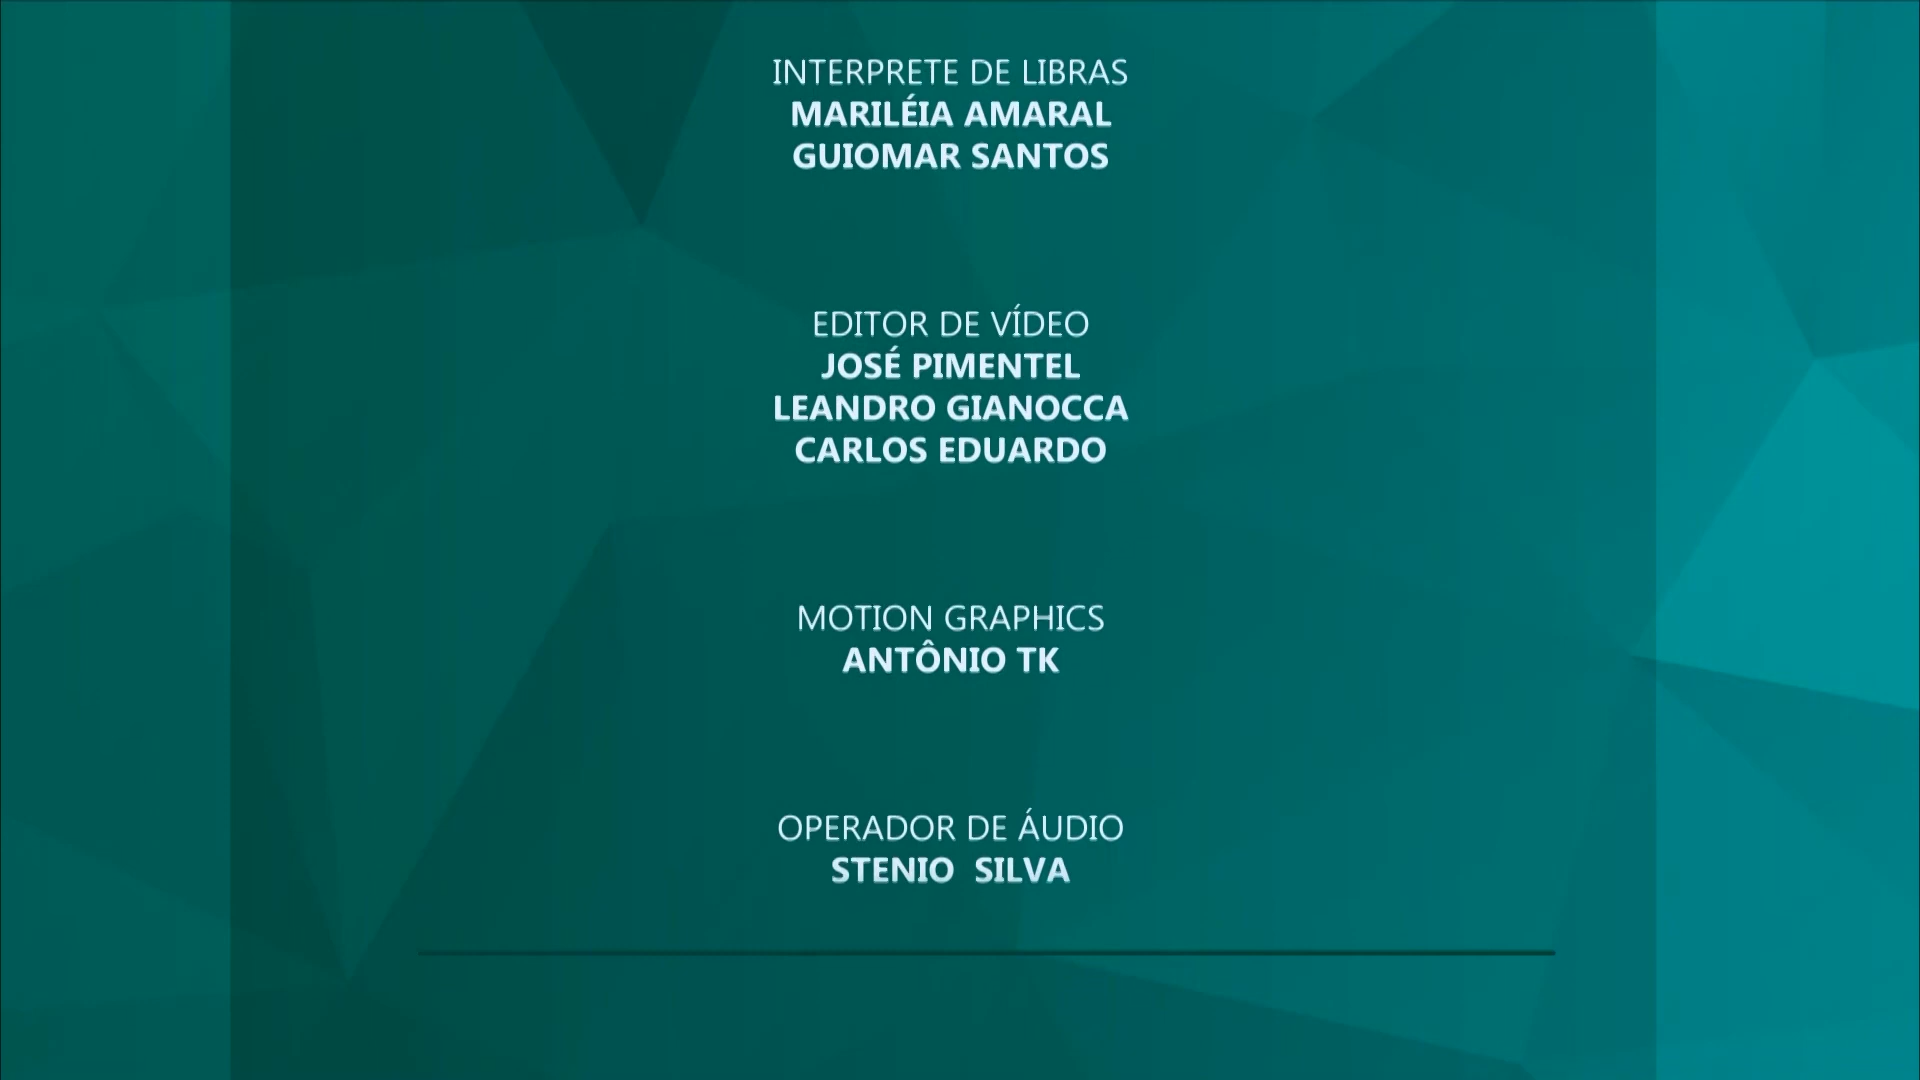 INTERPRETE DE LIBRAS
MARILÉIA AMARAL
GUIOMAR SANTOS
EDITOR DE VÍDEO
JOSÉ PIMENTEL
LEANDRO GIANOCCA
CARLOS EDUARDO
MOTION GRAPHICS
ANTÔNIO TK
OPERADOR DE ÁUDIO
STENIO  SILVA